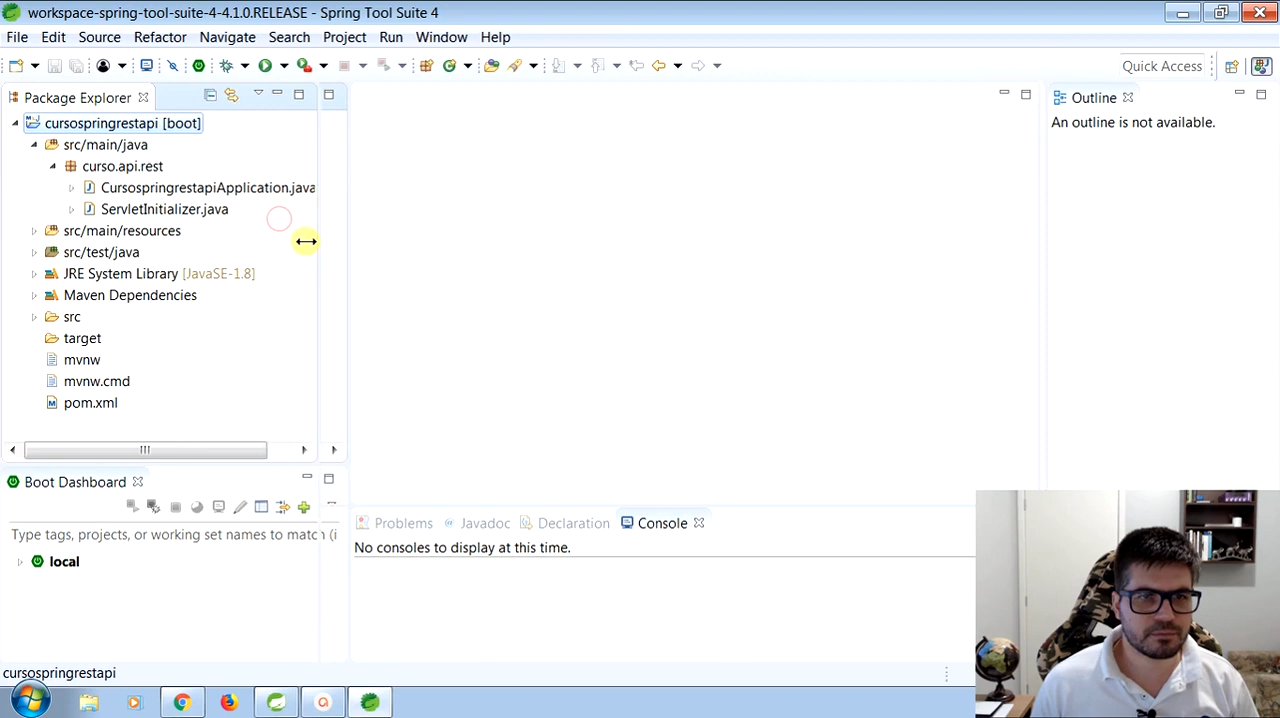 workspace-spring-tool-suite-4-4.1.0.RELEASE - Spring Tool Suite 4
File Edit Source Refactor Navigate Search Project Run Window Help
Quick Access
Package Explorer
cursospringrestapi [boot]
src/main/java
curso.api.rest
CursospringrestapiApplication.java
ServletInitializer.java
src/main/resources
src/test/java
JRE System Library [JavaSE-1.8]
Maven Dependencies
src
target
mvnw
mvnw.cmd
pom.xml
Outline
An outline is not available.
Boot Dashboard
Type tags, projects, or working set names to match (i
local
Problems Javadoc Declaration Console
No consoles to display at this time.
cursospringrestapi